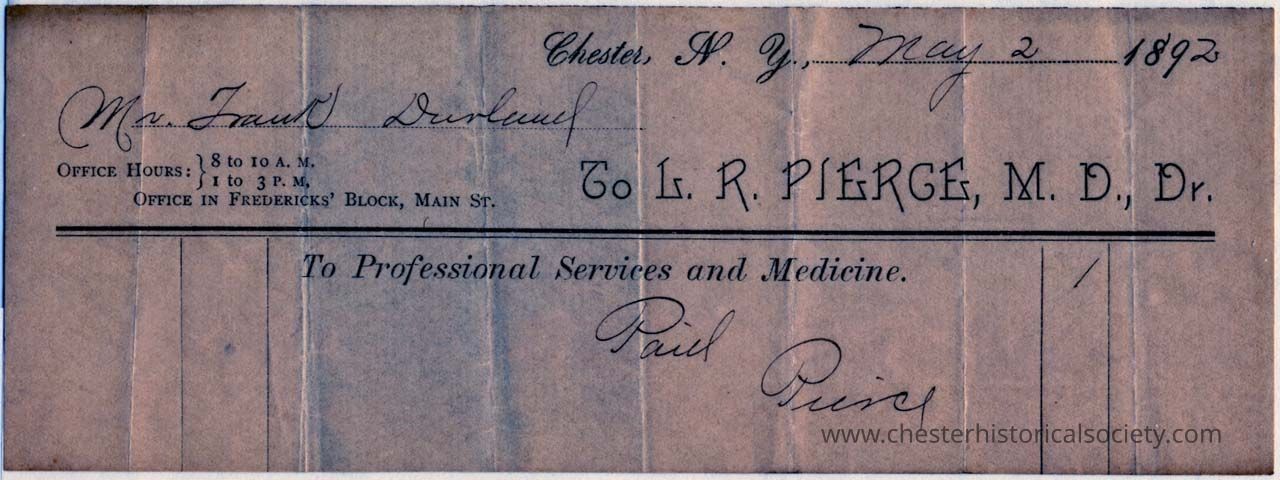 Chester, N. Y., May 2 1892
Mr. Frank Durland
OFFICE HOURS: } 8 to 10 A. M.
1 to 3 P. M,
OFFICE IN FREDERICKS' BLOCK, MAIN ST.
To L. R. PIERCE, M. D., Dr.
To Professional Services and Medicine. 1
Paid
Pierce
www.chesterhistoricalsociety.com